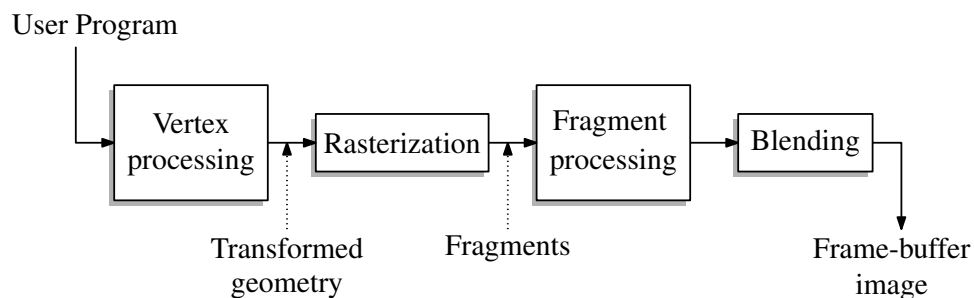 User Program
Vertex
processing
Rasterization
Fragment
processing
Blending
Transformed
geometry
Fragments
Frame-buffer
image